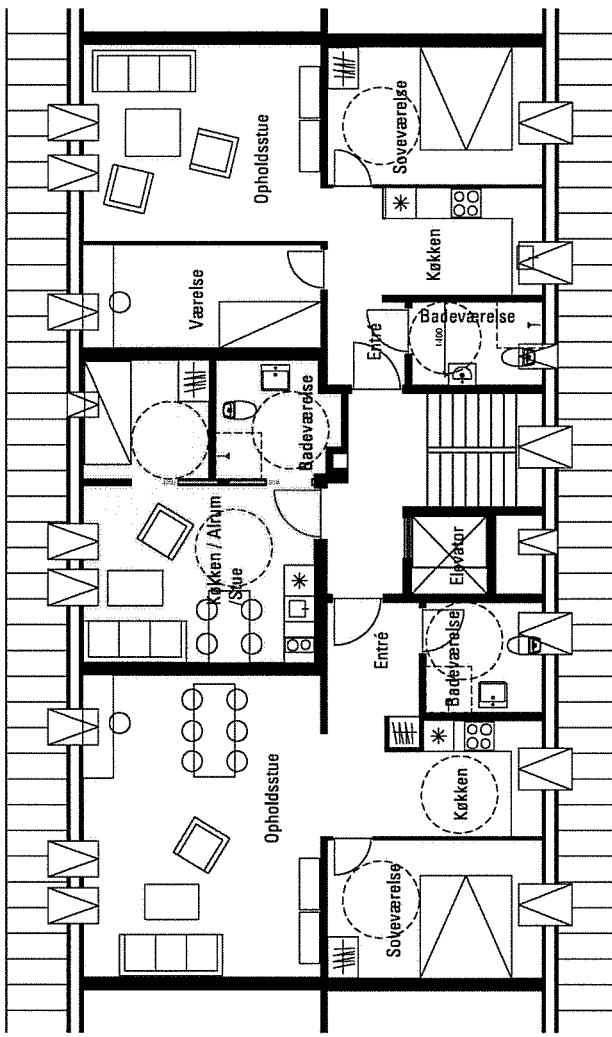 Opholdsstue
Soveværelse
Køkken
Værelse
Entré
Badeværelse
1400
Badeværelse
Køkken / Alrum
Stue
Elevator
Entré
Badeværelse
Opholdsstue
Køkken
Soveværelse